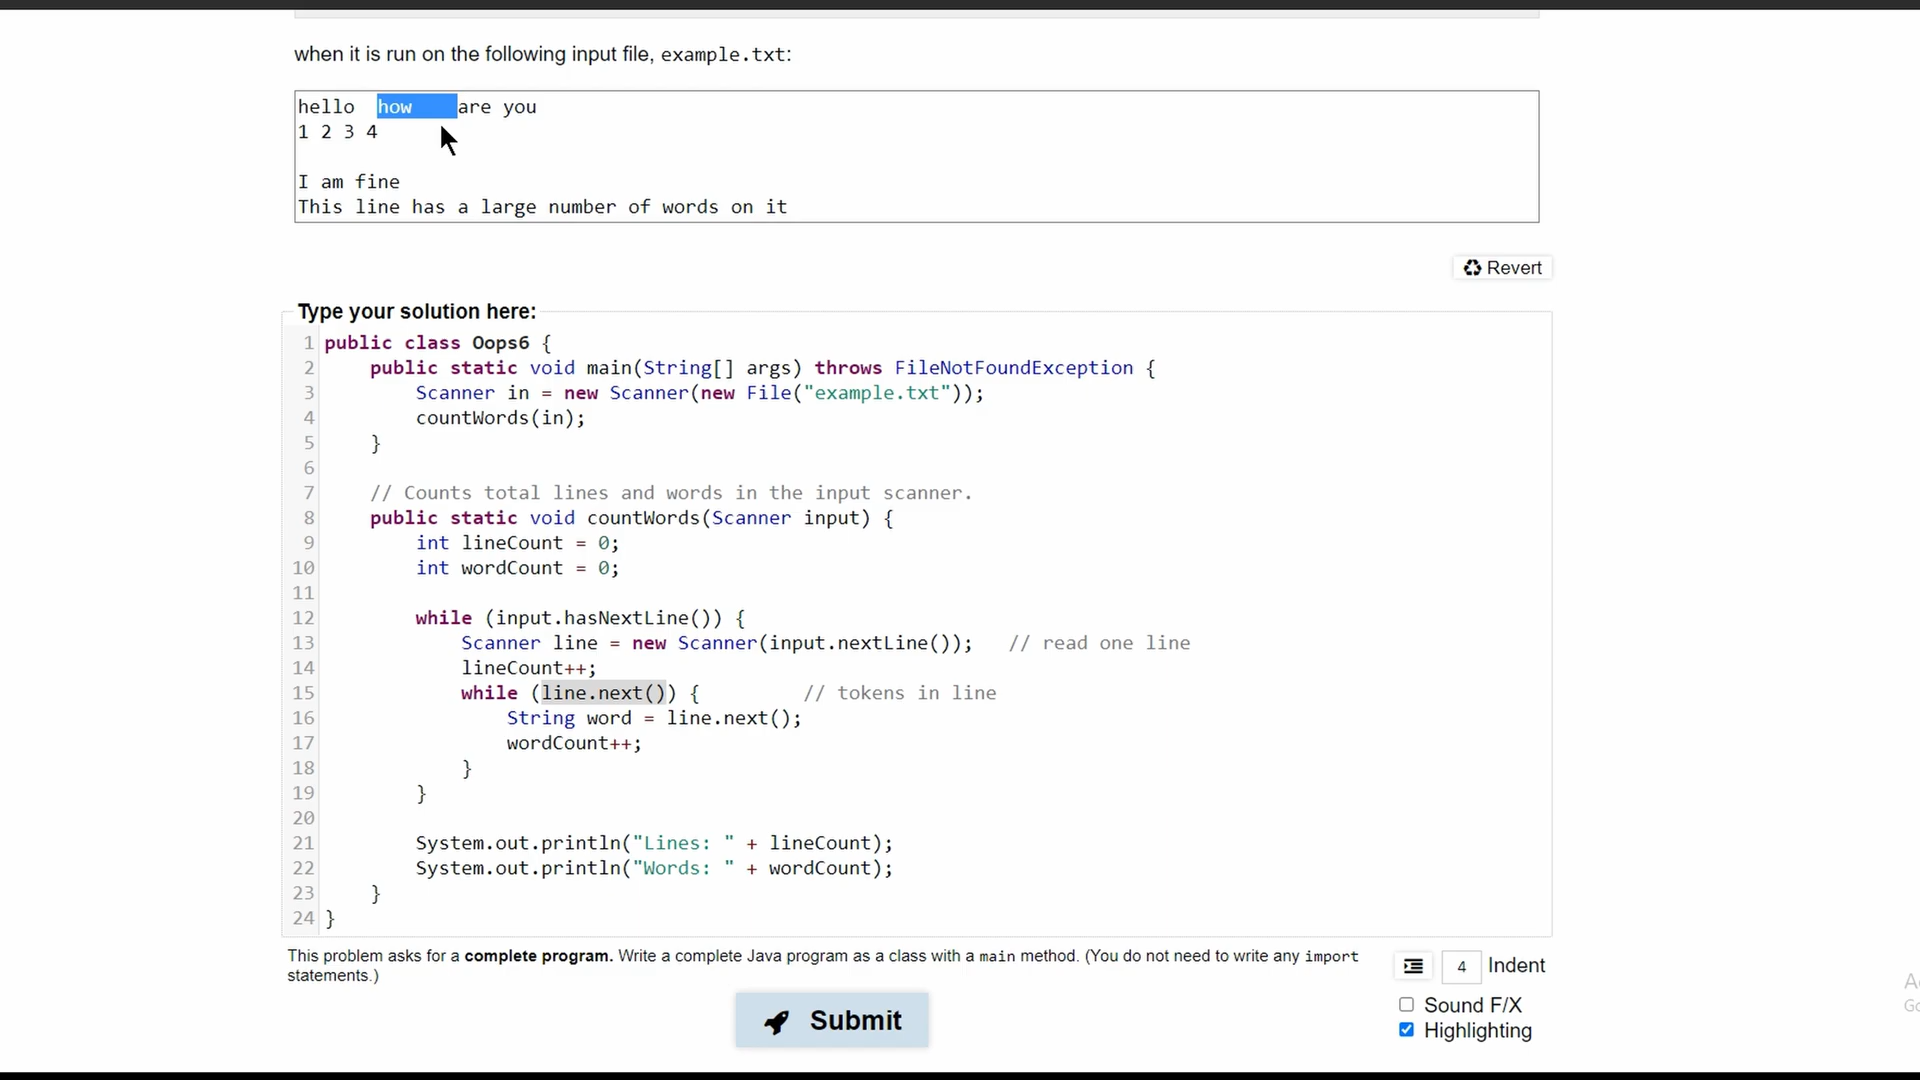 when it is run on the following input file, example.txt:
hello  how    are you
1 2 3 4

I am fine
This line has a large number of words on it
Revert
Type your solution here:
1 public class Oops6 {
2     public static void main(String[] args) throws FileNotFoundException {
3         Scanner in = new Scanner(new File("example.txt"));
4         countWords(in);
5     }
6
7     // Counts total lines and words in the input scanner.
8     public static void countWords(Scanner input) {
9         int lineCount = 0;
10         int wordCount = 0;
11
12         while (input.hasNextLine()) {
13             Scanner line = new Scanner(input.nextLine());   // read one line
14             lineCount++;
15             while (line.next()) {         // tokens in line
16                 String word = line.next();
17                 wordCount++;
18             }
19         }
20
21         System.out.println("Lines: " + lineCount);
22         System.out.println("Words: " + wordCount);
23     }
24 }
This problem asks for a complete program. Write a complete Java program as a class with a main method. (You do not need to write any import
statements.)
4 Indent
Sound F/X
Highlighting
Submit